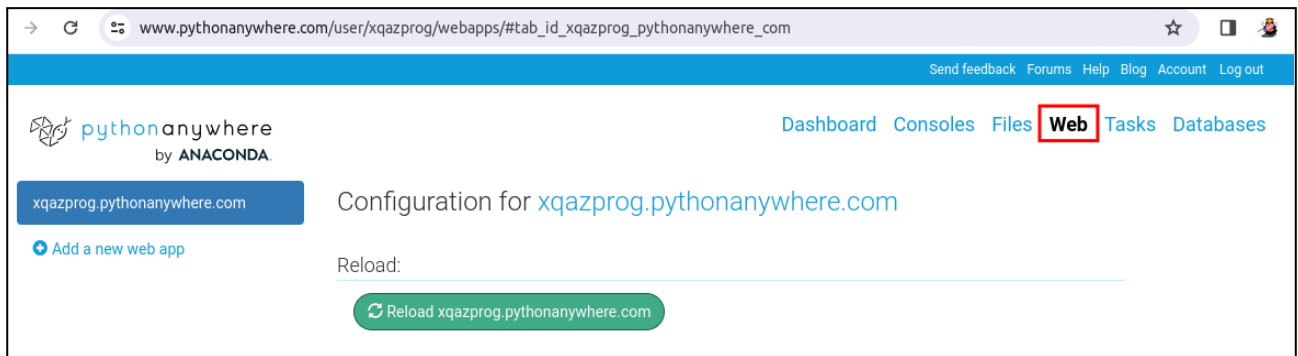 www.pythonanywhere.com/user/xqazprog/webapps/#tab_id_xqazprog_pythonanywhere_com
Send feedback Forums Help Blog Account Log out
pythonanywhere
by ANACONDA.
Dashboard Consoles Files Web Tasks Databases
xqazprog.pythonanywhere.com
Add a new web app
Configuration for xqazprog.pythonanywhere.com
Reload:
Reload xqazprog.pythonanywhere.com